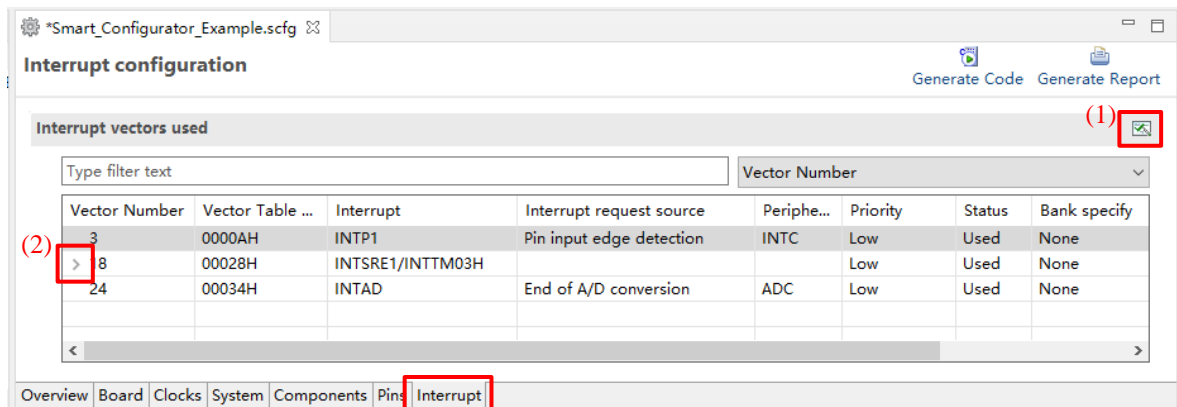 *Smart_Configurator_Example.scfg
Interrupt configuration
Generate Code Generate Report
(1)
Interrupt vectors used
Type filter text Vector Number
Vector Number Vector Table ... Interrupt Interrupt request source Periphe... Priority Status Bank specify
3 0000AH INTP1 Pin input edge detection INTC Low Used None
(2)
> 18 00028H INTSRE1/INTTM03H Low Used None
24 00034H INTAD End of A/D conversion ADC Low Used None
Overview Board Clocks System Components Pins Interrupt